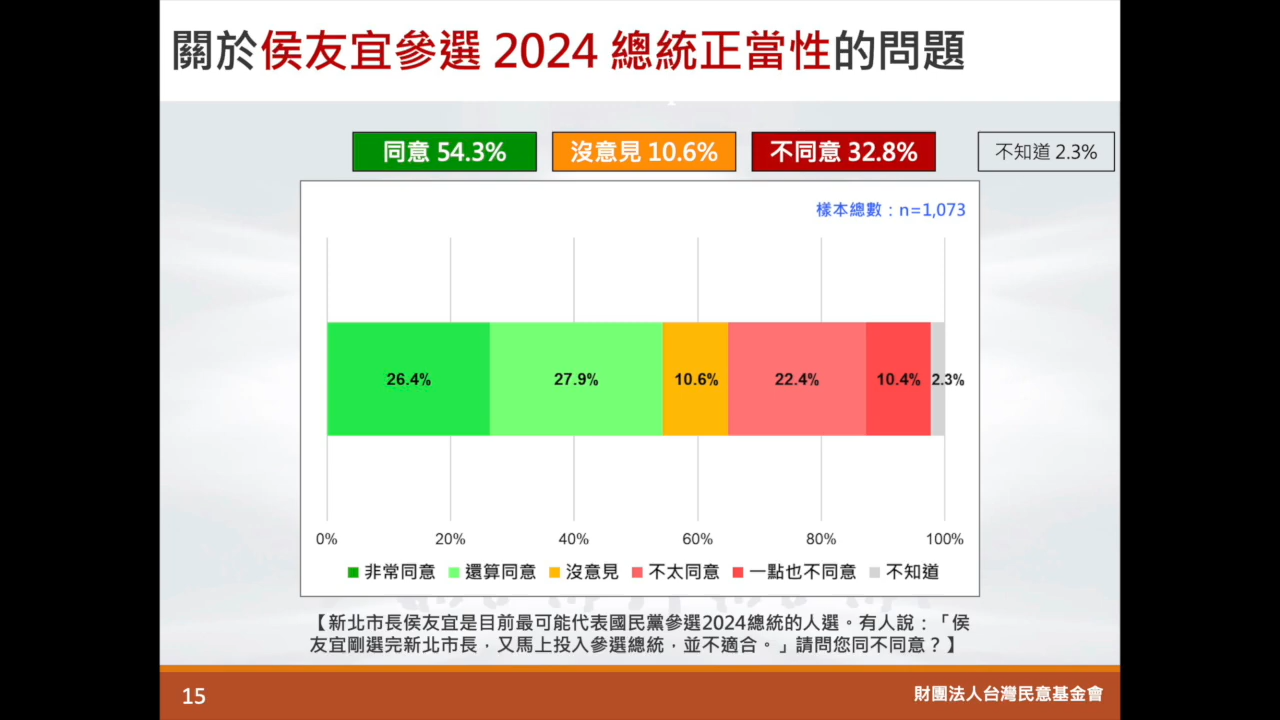 關於侯友宜參選 2024 總統正當性的問題
同意 54.3%
沒意見 10.6%
不同意 32.8%
不知道 2.3%
樣本總數：n=1,073
26.4%
27.9%
10.6%
22.4%
10.4%
2.3%
0%
20%
40%
60%
80%
100%
非常同意
還算同意
沒意見
不太同意
一點也不同意
不知道
【 新北市長侯友宜是目前最可能代表國民黨參選2024總統的人選。有人說：「侯
友宜剛選完新北市長，又馬上投入參選總統，並不適合。」請問您同不同意？】
15
財團法人台灣民意基金會